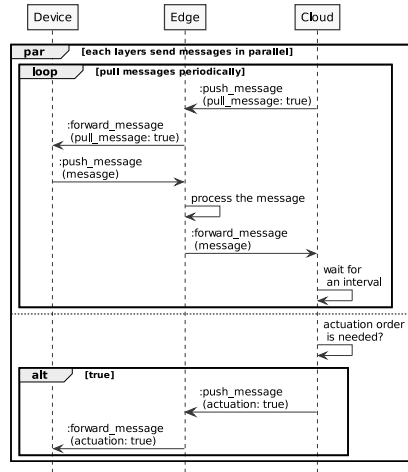 Device Edge Cloud
par [each layers send messages in parallel]
loop [pull messages periodically]
:push_message
(pull_message: true)
:forward_message
(pull_message: true)
:push_message
(mesasge)
process the message
:forward_message
(message)
wait for
an interval
actuation order
is needed?
alt [true]
:push_message
(actuation: true)
:forward_message
(actuation: true)